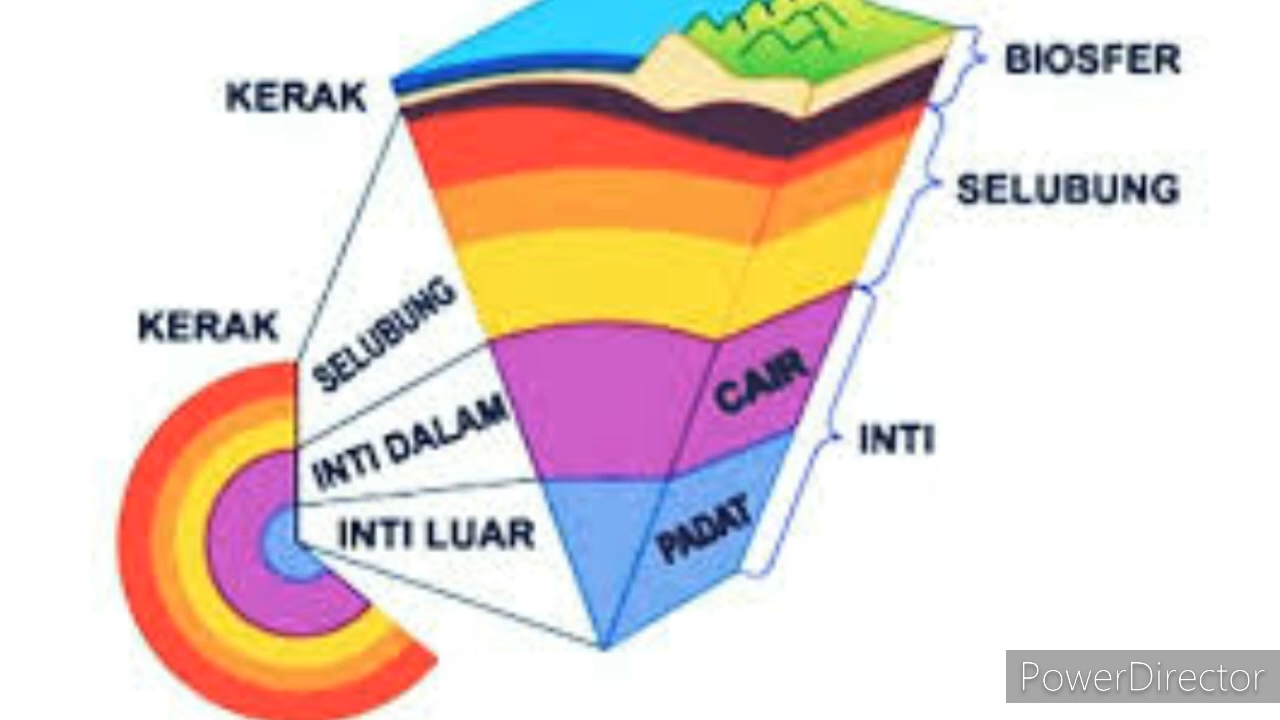 BIOSFER
KERAK
SELUBUNG
KERAK
SELUBUNG
CAIR
INTI DALAM
INTI
INTI LUAR
PADAT
PowerDirector